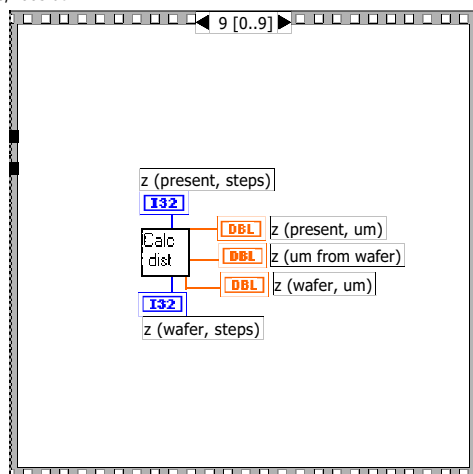 9 [0..9]
z (present, steps)
I32
DBL
z (present, um)
Calc
dist
DBL
z (um from wafer)
DBL
z (wafer, um)
I32
z (wafer, steps)